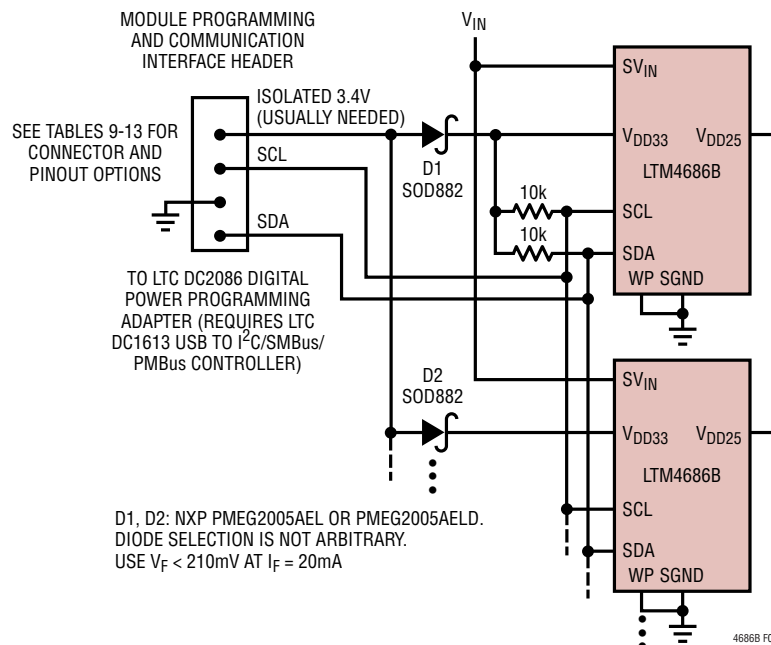 MODULE PROGRAMMING
AND COMMUNICATION
INTERFACE HEADER
VIN
ISOLATED 3.4V
(USUALLY NEEDED)
SEE TABLES 9-13 FOR
CONNECTOR AND
PINOUT OPTIONS
SCL
SDA
D1
SOD882
10k
10k
SVIN
VDD33 VDD25
LTM4686B
SCL
SDA
WP SGND
TO LTC DC2086 DIGITAL
POWER PROGRAMMING
ADAPTER (REQUIRES LTC
DC1613 USB TO I2C/SMBus/
PMBus CONTROLLER)
D2
SOD882
SVIN
VDD33 VDD25
LTM4686B
SCL
SDA
WP SGND
D1, D2: NXP PMEG2005AEL OR PMEG2005AELD.
DIODE SELECTION IS NOT ARBITRARY.
USE VF < 210mV AT IF = 20mA
4686B